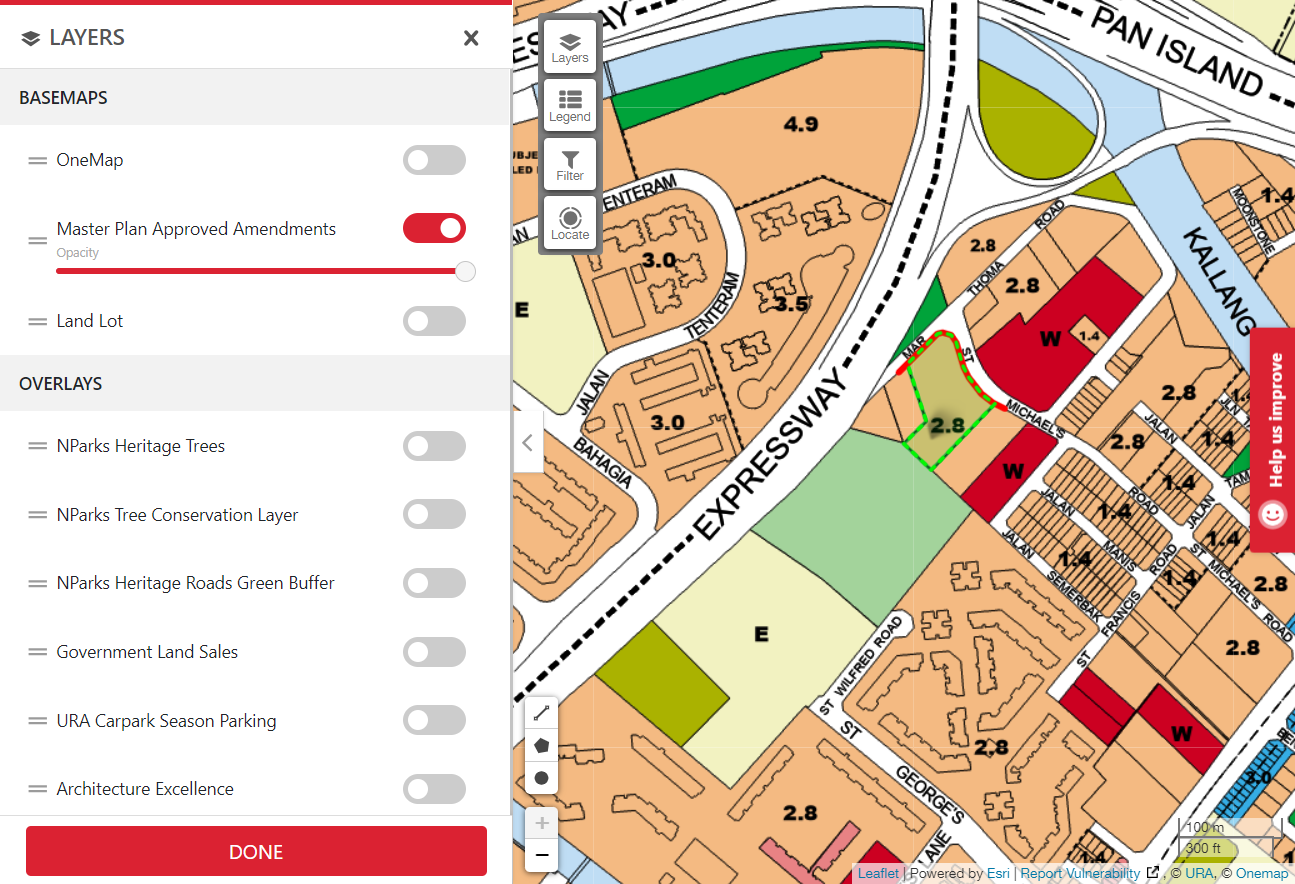 LAYERS
BASEMAPS
OneMap
Master Plan Approved Amendments
Opacity
Land Lot
OVERLAYS
NParks Heritage Trees
NParks Tree Conservation Layer
NParks Heritage Roads Green Buffer
Government Land Sales
URA Carpark Season Parking
Architecture Excellence
DONE
Layers
Legend
Filter
Locate
PAN ISLAND
4.9
TENTERAM
3.0
3.5
TENTERAM
E
JALAN
3.0
BAHAGIA
EXPRESSWAY
ROAD
THOMA
2.8
2.8
KALLANG
MOONSTONE
1.4
W
1.4
MAR
ST
MICHAEL'S
2.8
W
2.8
2.8
JALAN
JLN
1.4
1.4
1.4
ROAD
JALAN
JALAN
MANIS
JALAN
SEMERBAK
1.4
1.4
1.4
ST MICHAEL'S ROAD
2.8
2.8
ST FRANCIS ROAD
E
ST WILFRED ROAD
ST GEORGE'S
LANE
2.8
2.8
W
3.0
1.4
Help us improve
+
−
100 m
300 ft
Leaflet | Powered by Esri | Report Vulnerability , © URA, © Onemap